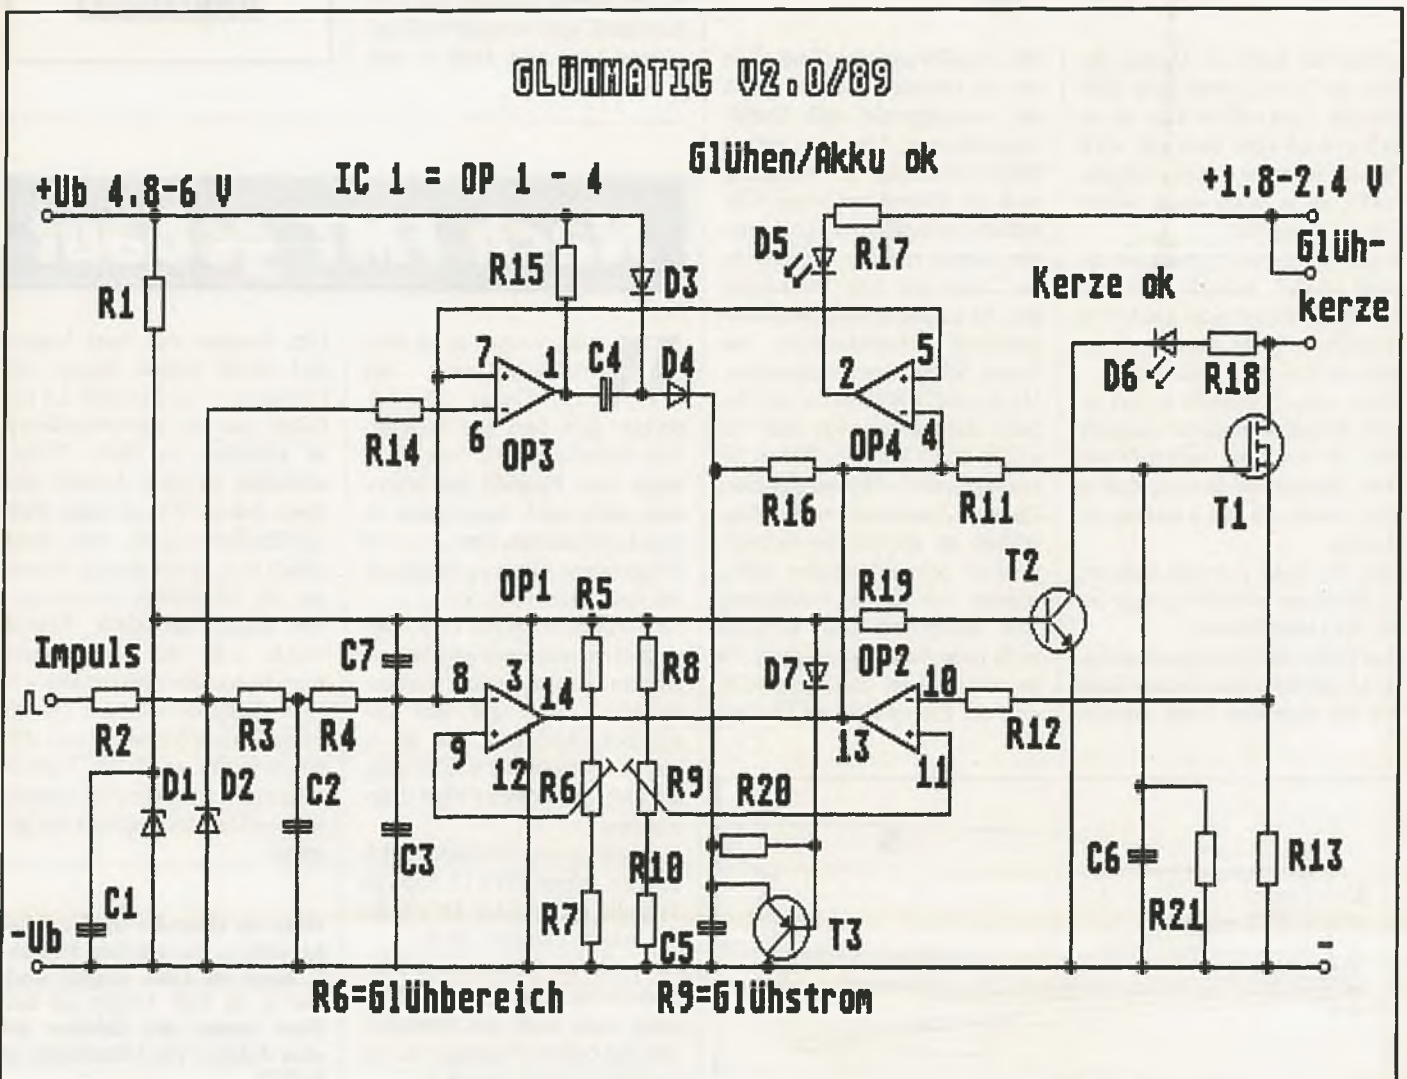 GLÜHMATIC V2.0/89
Glühen/Akku ok
+Ub 4.8-6 V
IC 1 = OP 1 - 4
+1.8-2.4 V
D5
R17
Glüh-
kerze
R15
D3
Kerze ok
R1
7
1
C4
D4
2
5
D6
R18
R14
6
OP3
OP4
4
R16
R11
T1
T2
OP1
R5
R19
Impuls
C7
8
3
14
R8
D7
OP2
10
R2
R3
R4
9
13
R12
D1
D2
C2
12
R6
R9
R20
11
C3
C6
R13
C1
R10
R21
-Ub
R7
C5
T3
-
R6=Glühbereich
R9=Glühstrom